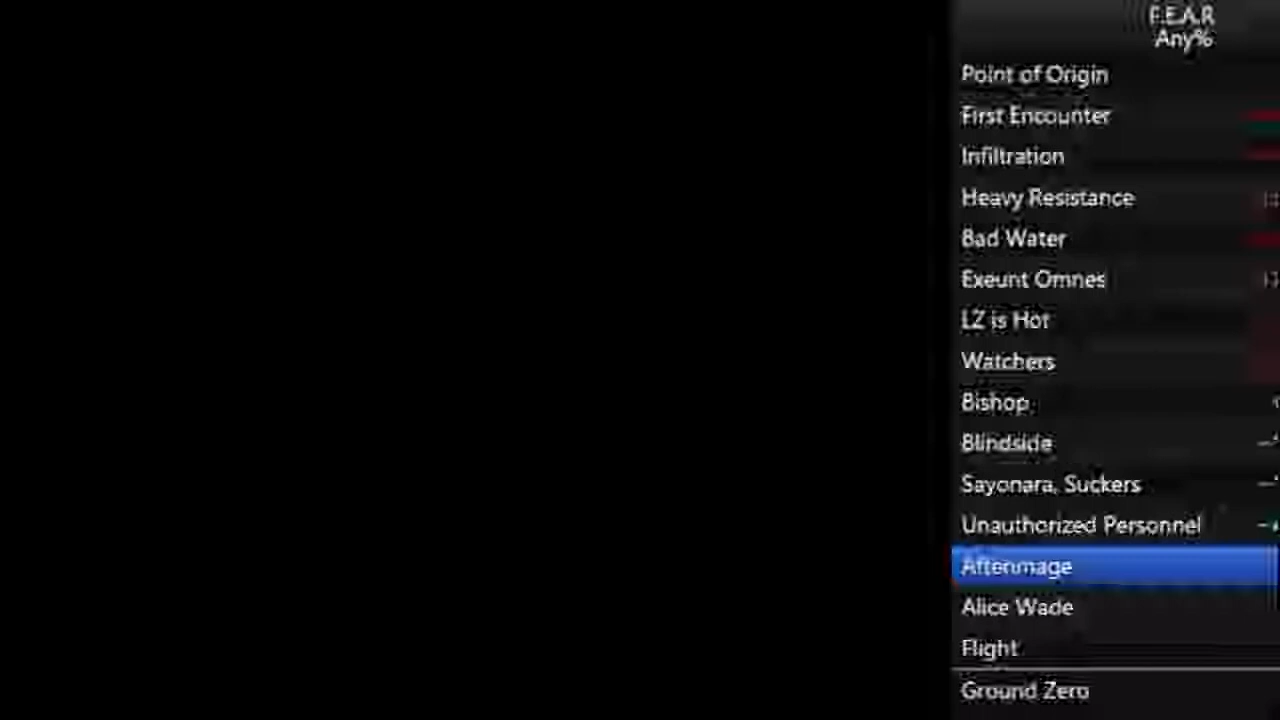 F.E.A.R
Any%
Point of Origin
First Encounter
Infiltration
Heavy Resistance
Bad Water
Exeunt Omnes
LZ is Hot
Watchers
Bishop
Blindside
Sayonara, Suckers
Unauthorized Personnel
Afterimage
Alice Wade
Flight
Ground Zero